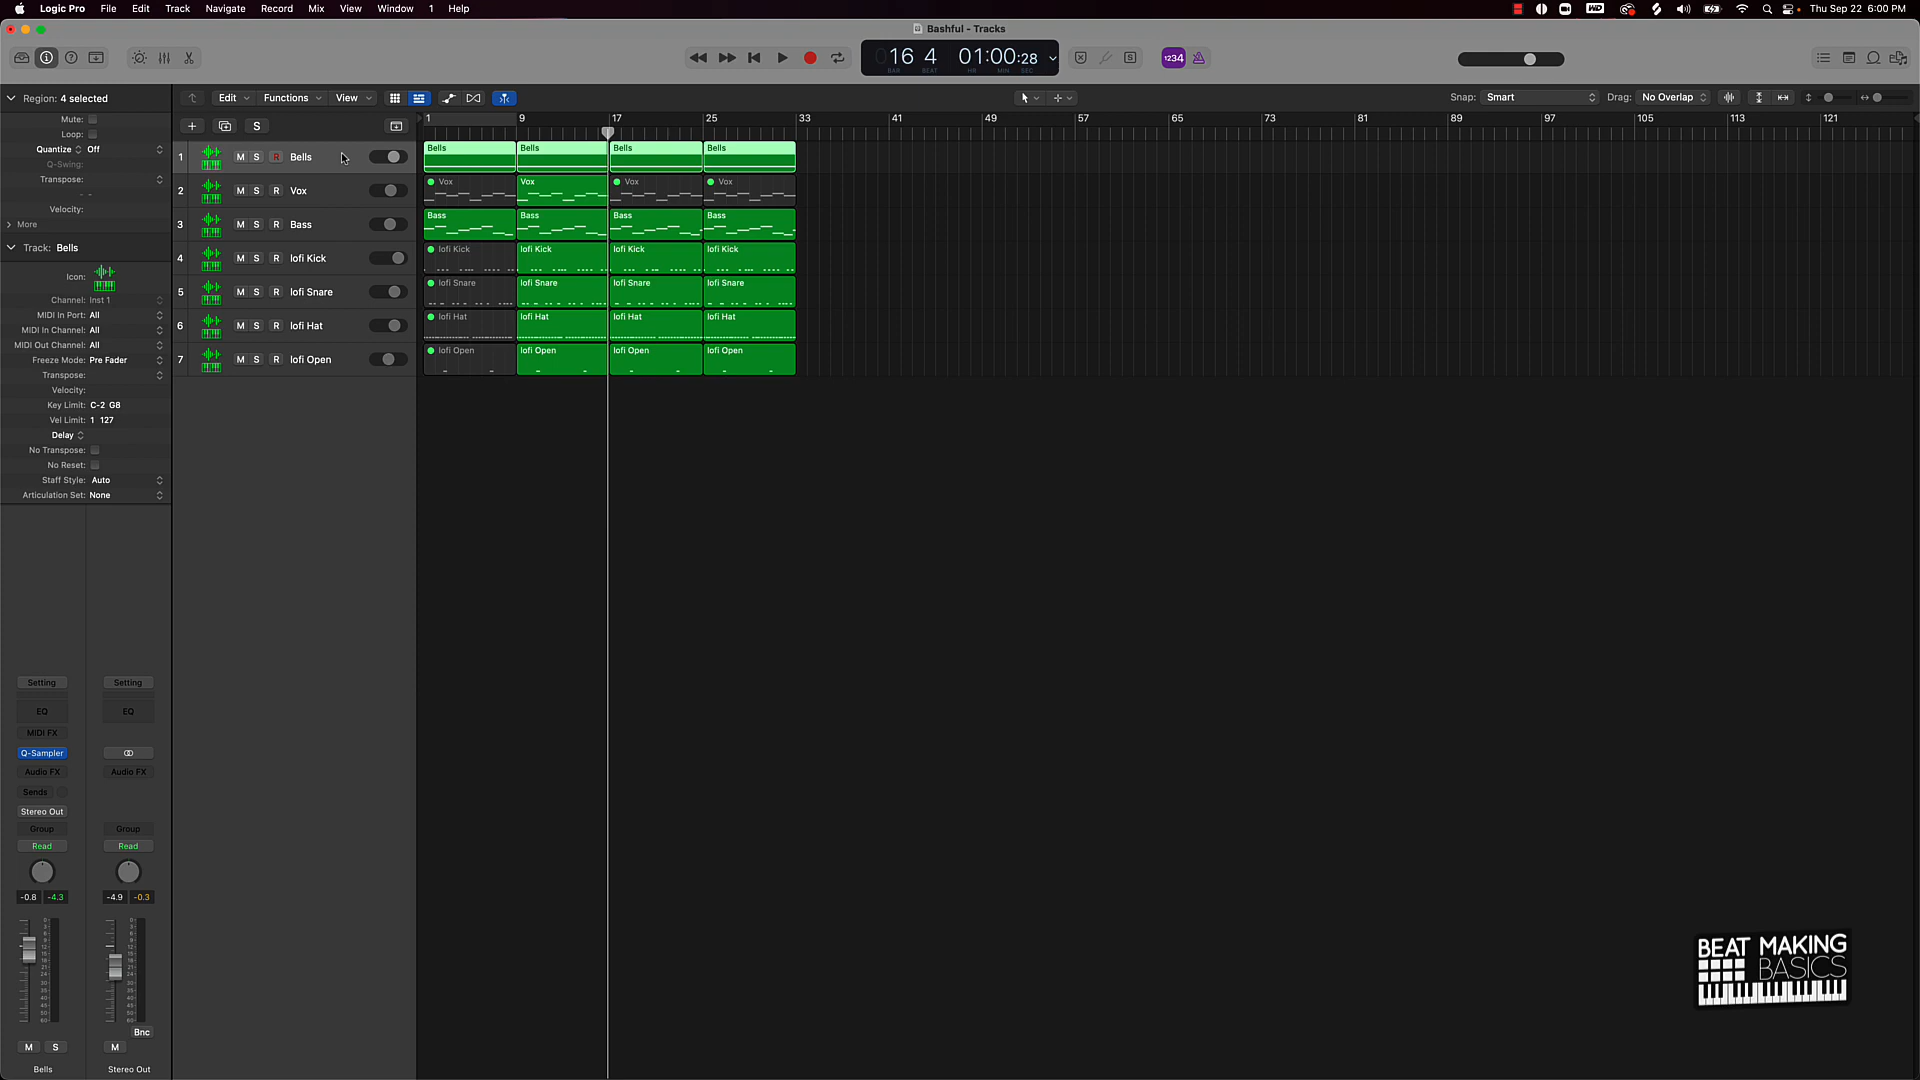 Logic Pro File Edit Track Navigate Record Mix View Window 1 Help Thu Sep 22 6:00 PM
Bashful - Tracks
16 4 01:00:28
BAR BEAT HR MIN SEC
S 1234
Region: 4 selected Edit Functions View Snap: Smart Drag: No Overlap
Mute:
Loop:
Quantize Off
Q-Swing:
Transpose:
Velocity:
More
Track: Bells
Icon:
Channel: Inst 1
MIDI In Port: All
MIDI In Channel: All
MIDI Out Channel: All
Freeze Mode: Pre Fader
Transpose:
Velocity:
Key Limit: C-2 G8
Vel Limit: 1 127
Delay
No Transpose:
No Reset:
Staff Style: Auto
Articulation Set: None
S
1 9 17 25 33 41 49 57 65 73 81 89 97 105 113 121
1 M S R Bells Bells Bells Bells Bells
2 M S R Vox Vox Vox Vox Vox
3 M S R Bass Bass Bass Bass Bass
4 M S R lofi Kick lofi Kick lofi Kick lofi Kick lofi Kick
5 M S R lofi Snare lofi Snare lofi Snare lofi Snare lofi Snare
6 M S R lofi Hat lofi Hat lofi Hat lofi Hat lofi Hat
7 M S R lofi Open lofi Open lofi Open lofi Open lofi Open
Setting Setting
EQ EQ
MIDI FX
Q-Sampler
Audio FX Audio FX
Sends
Stereo Out
Group Group
Read Read
-0.8 -4.3 -4.9 -0.3
Bnc
M S M
Bells Stereo Out
BEAT MAKING
BASICS